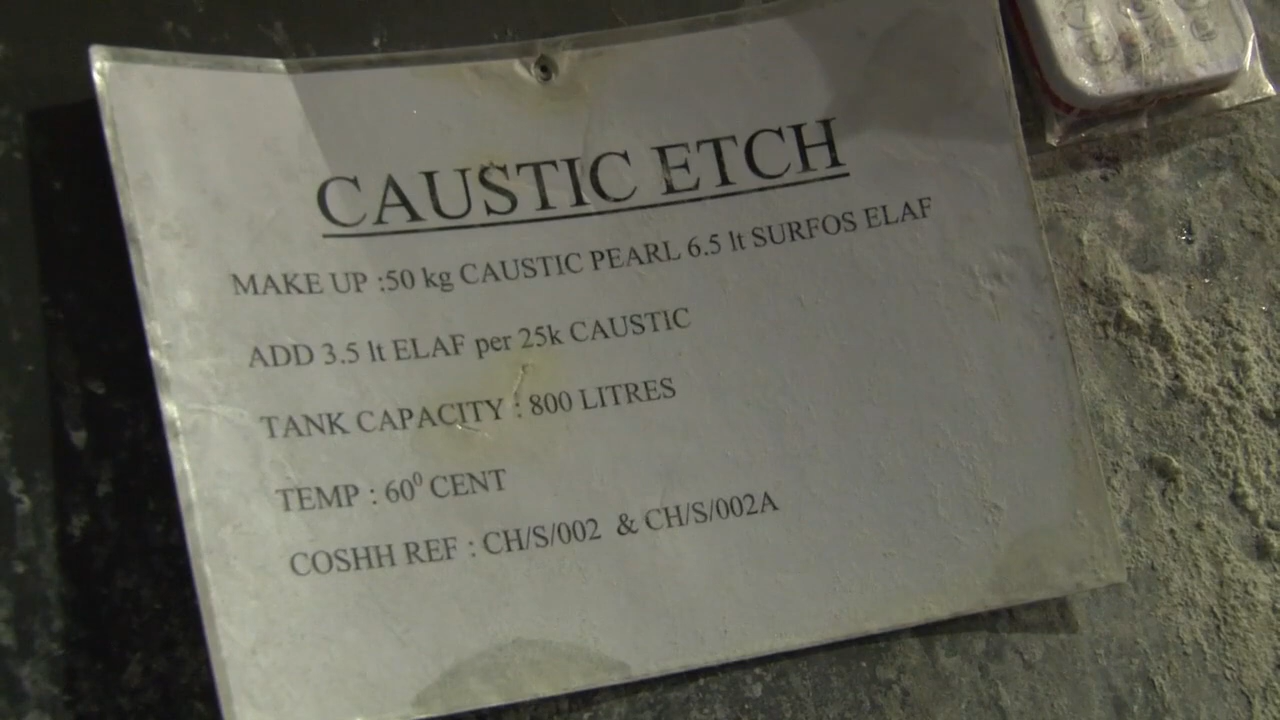 CAUSTIC ETCH
MAKE UP :50 kg CAUSTIC PEARL 6.5 lt SURFOS ELAF
ADD 3.5 lt ELAF per 25k CAUSTIC
TANK CAPACITY : 800 LITRES
TEMP : 60⁰ CENT
COSHH REF : CH/S/002 & CH/S/002A